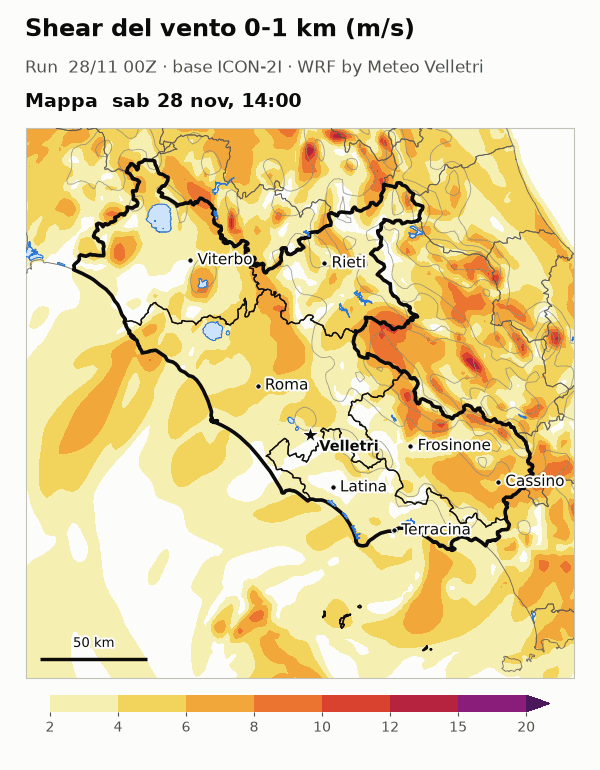 Shear del vento 0-1 km (m/s)
Run  28/11 00Z · base ICON-2I · WRF by Meteo Velletri
Mappa  sab 28 nov, 14:00
Viterbo
Rieti
Roma
Velletri
Frosinone
Latina
Cassino
Terracina
50 km
2 4 6 8 10 12 15 20